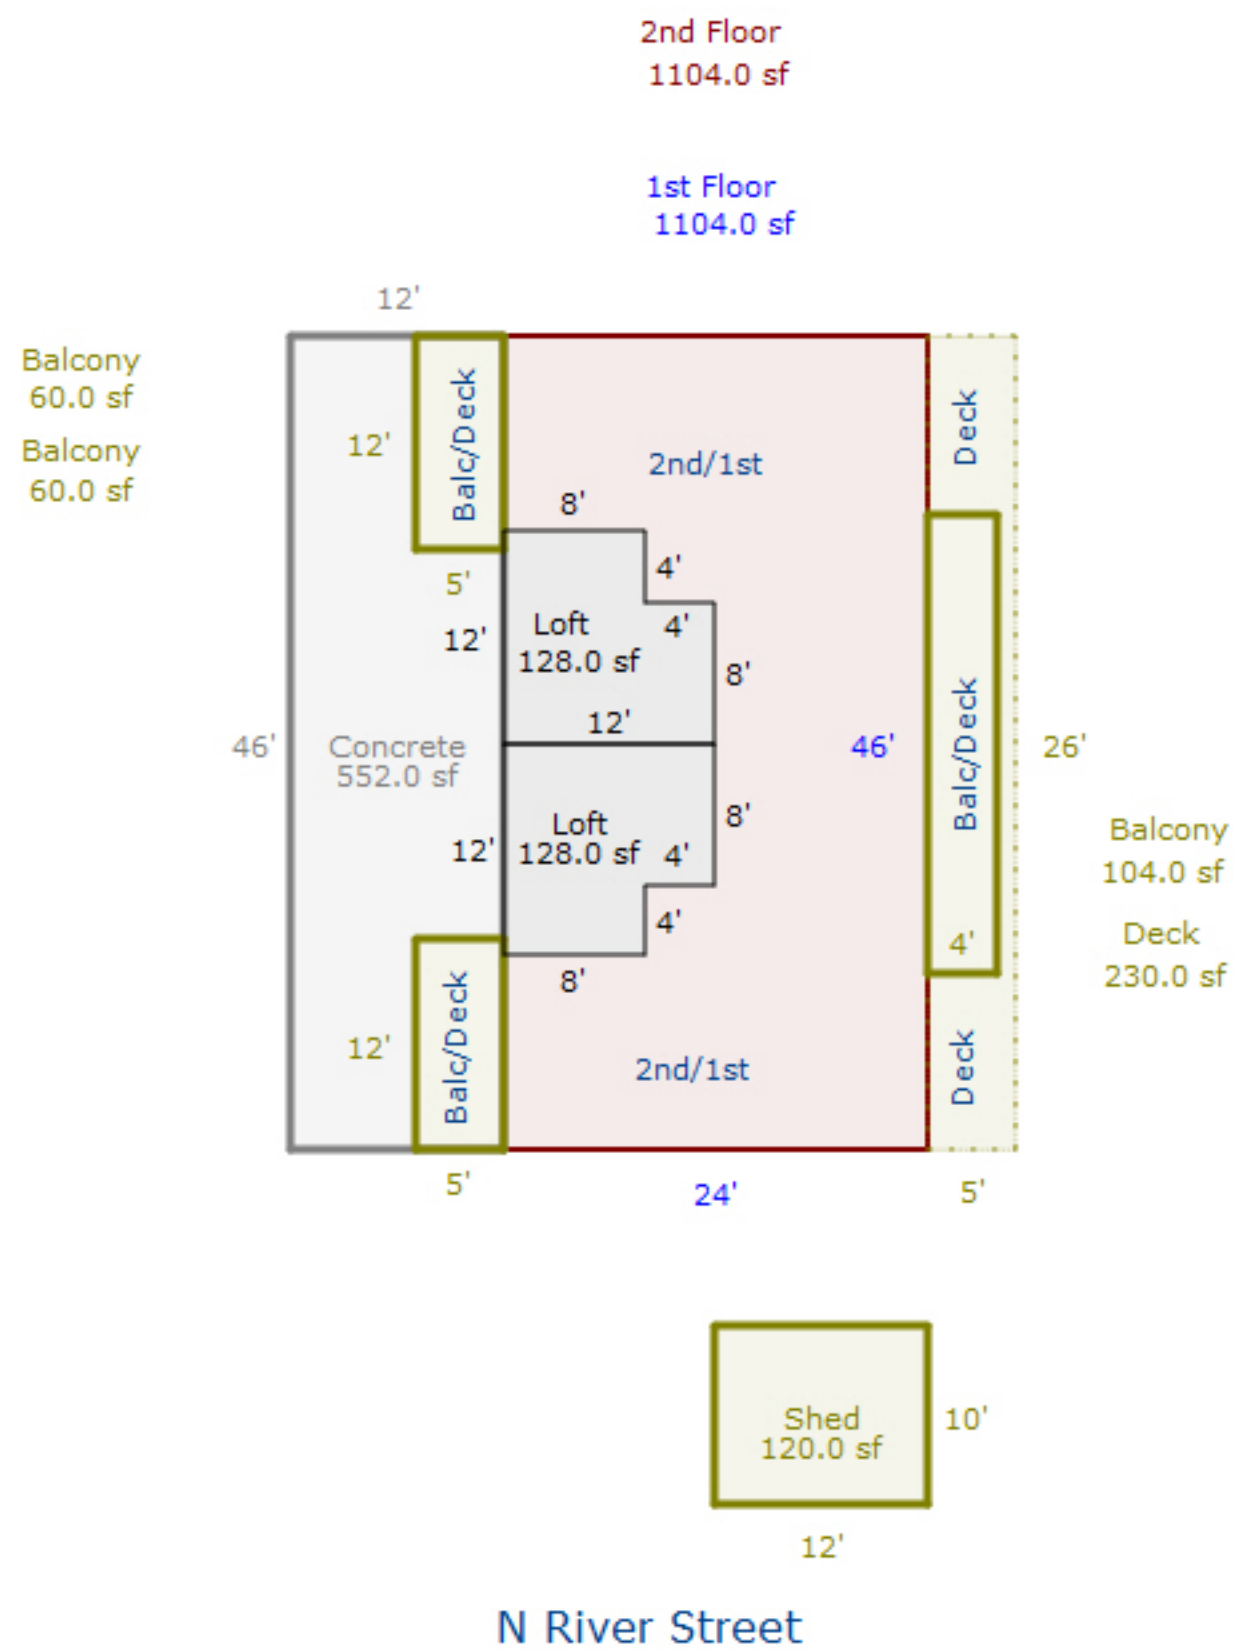 2nd Floor
1104.0 sf
1st Floor
1104.0 sf
12'
Balcony
60.0 sf
Balcony
60.0 sf
12'
Balc/Deck
5'
2nd/1st
Deck
8'
4'
4'
12'
Loft
128.0 sf
8'
12'
46'
Concrete
552.0 sf
46'
Balc/Deck
26'
12'
Loft
128.0 sf
4'
8'
4'
8'
Balcony
104.0 sf
Deck
230.0 sf
4'
12'
Balc/Deck
5'
2nd/1st
Deck
24'
5'
Shed
120.0 sf
10'
12'
N River Street